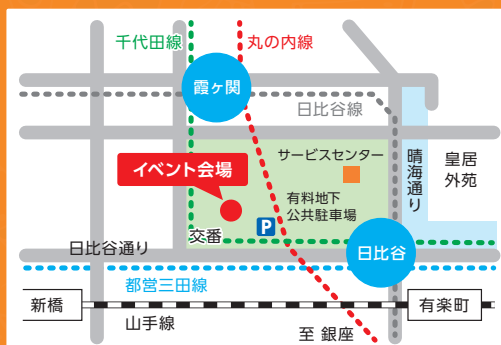 千代田線
丸の内線
霞ヶ関
日比谷線
サービスセンター
晴海通り
皇居
外苑
イベント会場
有料地下
公共駐車場
P
交番
日比谷
日比谷通り
都営三田線
新橋
有楽町
山手線
至 銀座